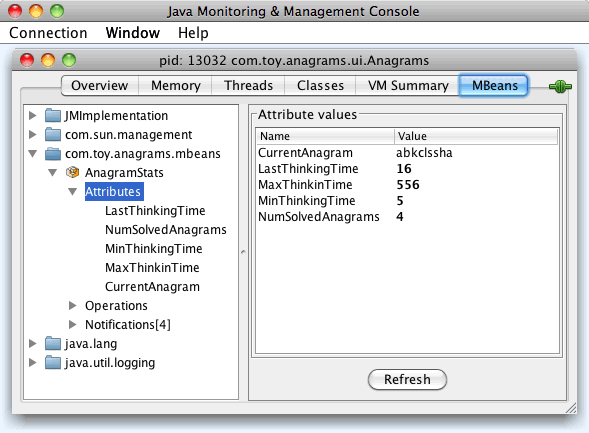 Java Monitoring & Management Console
Connection Window Help
pid: 13032 com.toy.anagrams.ui.Anagrams
Overview Memory Threads Classes VM Summary MBeans
JMImplementation
com.sun.management
com.toy.anagrams.mbeans
AnagramStats
Attributes
LastThinkingTime
NumSolvedAnagrams
MinThinkingTime
MaxThinkinTime
CurrentAnagram
Operations
Notifications[4]
java.lang
java.util.logging
Attribute values
Name Value
CurrentAnagram abkclssha
LastThinkingTime 16
MaxThinkinTime 556
MinThinkingTime 5
NumSolvedAnagrams 4
Refresh